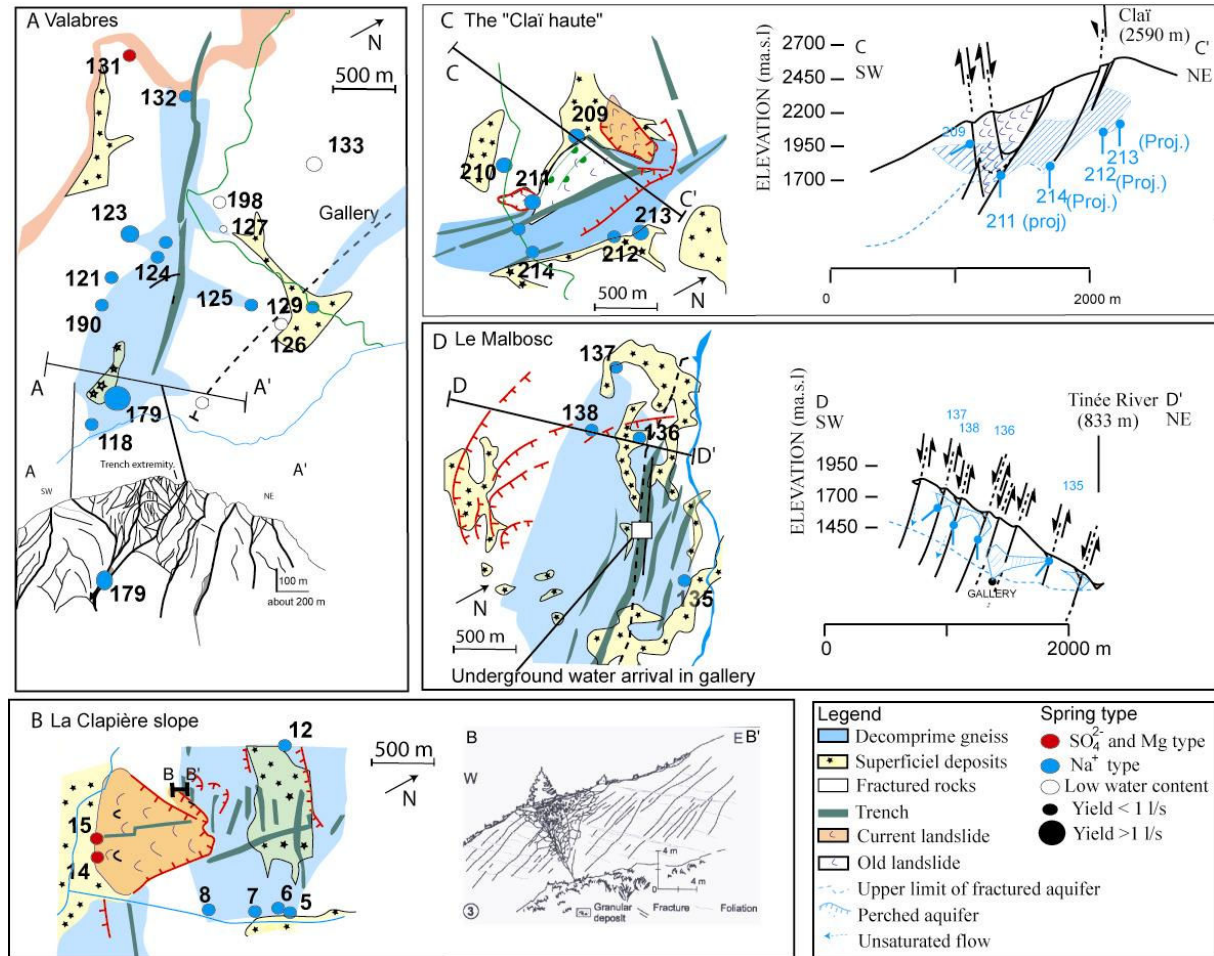 A Valabres
N
500 m
131
132
133
198
127
Gallery
123
124
121
125
129
190
126
A
A'
179
118
Trench extremity.
A
A'
SW
NE
179
100 m
about 200 m
C The "Claï haute"
C
209
210
211
C'
213
212
214
500 m
N
ELEVATION (ma.s.l)
2700
2450
2200
1950
1700
C
SW
Claï
(2590 m)
C'
NE
209
213 (Proj.)
212
(Proj.)
214
(Proj.)
211 (proj)
0
2000 m
D Le Malbosc
137
D
138
136
D'
N
135
500 m
Underground water arrival in gallery
ELEVATION (ma.s.l)
1950
1700
1450
D
SW
137
138
136
135
Tinée River
(833 m)
D'
NE
GALLERY
0
2000 m
B La Clapière slope
12
500 m
N
B B'
15
14
8
7
6
5
B
E B'
W
4 m
0
4 m
3
Granular
deposit
Fracture
Foliation
Legend
Decomprime gneiss
Superficiel deposits
Fractured rocks
Trench
Current landslide
Old landslide
Upper limit of fractured aquifer
Perched aquifer
Unsaturated flow
Spring type
SO₄²⁻ and Mg type
Na⁺ type
Low water content
Yield < 1 l/s
Yield >1 l/s